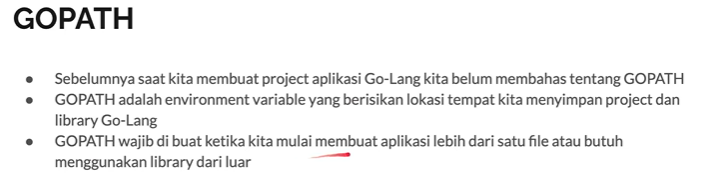 GOPATH
● Sebelumnya saat kita membuat project aplikasi Go-Lang kita belum membahas tentang GOPATH
● GOPATH adalah environment variable yang berisikan lokasi tempat kita menyimpan project dan
library Go-Lang
● GOPATH wajib di buat ketika kita mulai membuat aplikasi lebih dari satu file atau butuh
menggunakan library dari luar